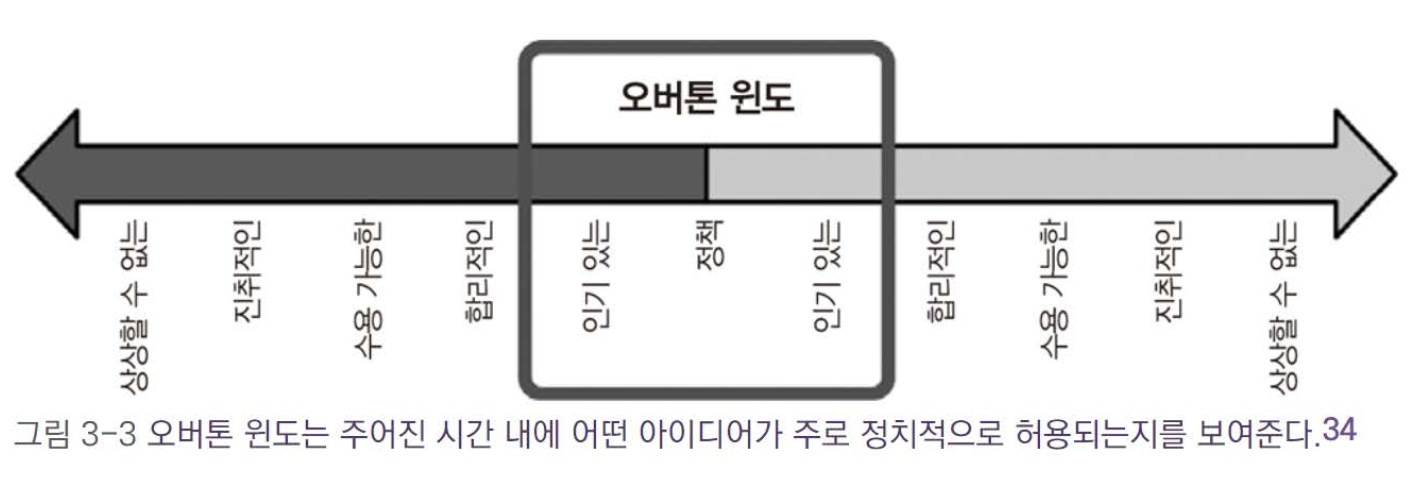 오버톤 윈도
상상할 수 없는
진취적인
수용 가능한
합리적인
인기 있는
정책
인기 있는
합리적인
수용 가능한
진취적인
상상할 수 없는
그림 3-3 오버톤 윈도는 주어진 시간 내에 어떤 아이디어가 주로 정치적으로 허용되는지를 보여준다.34